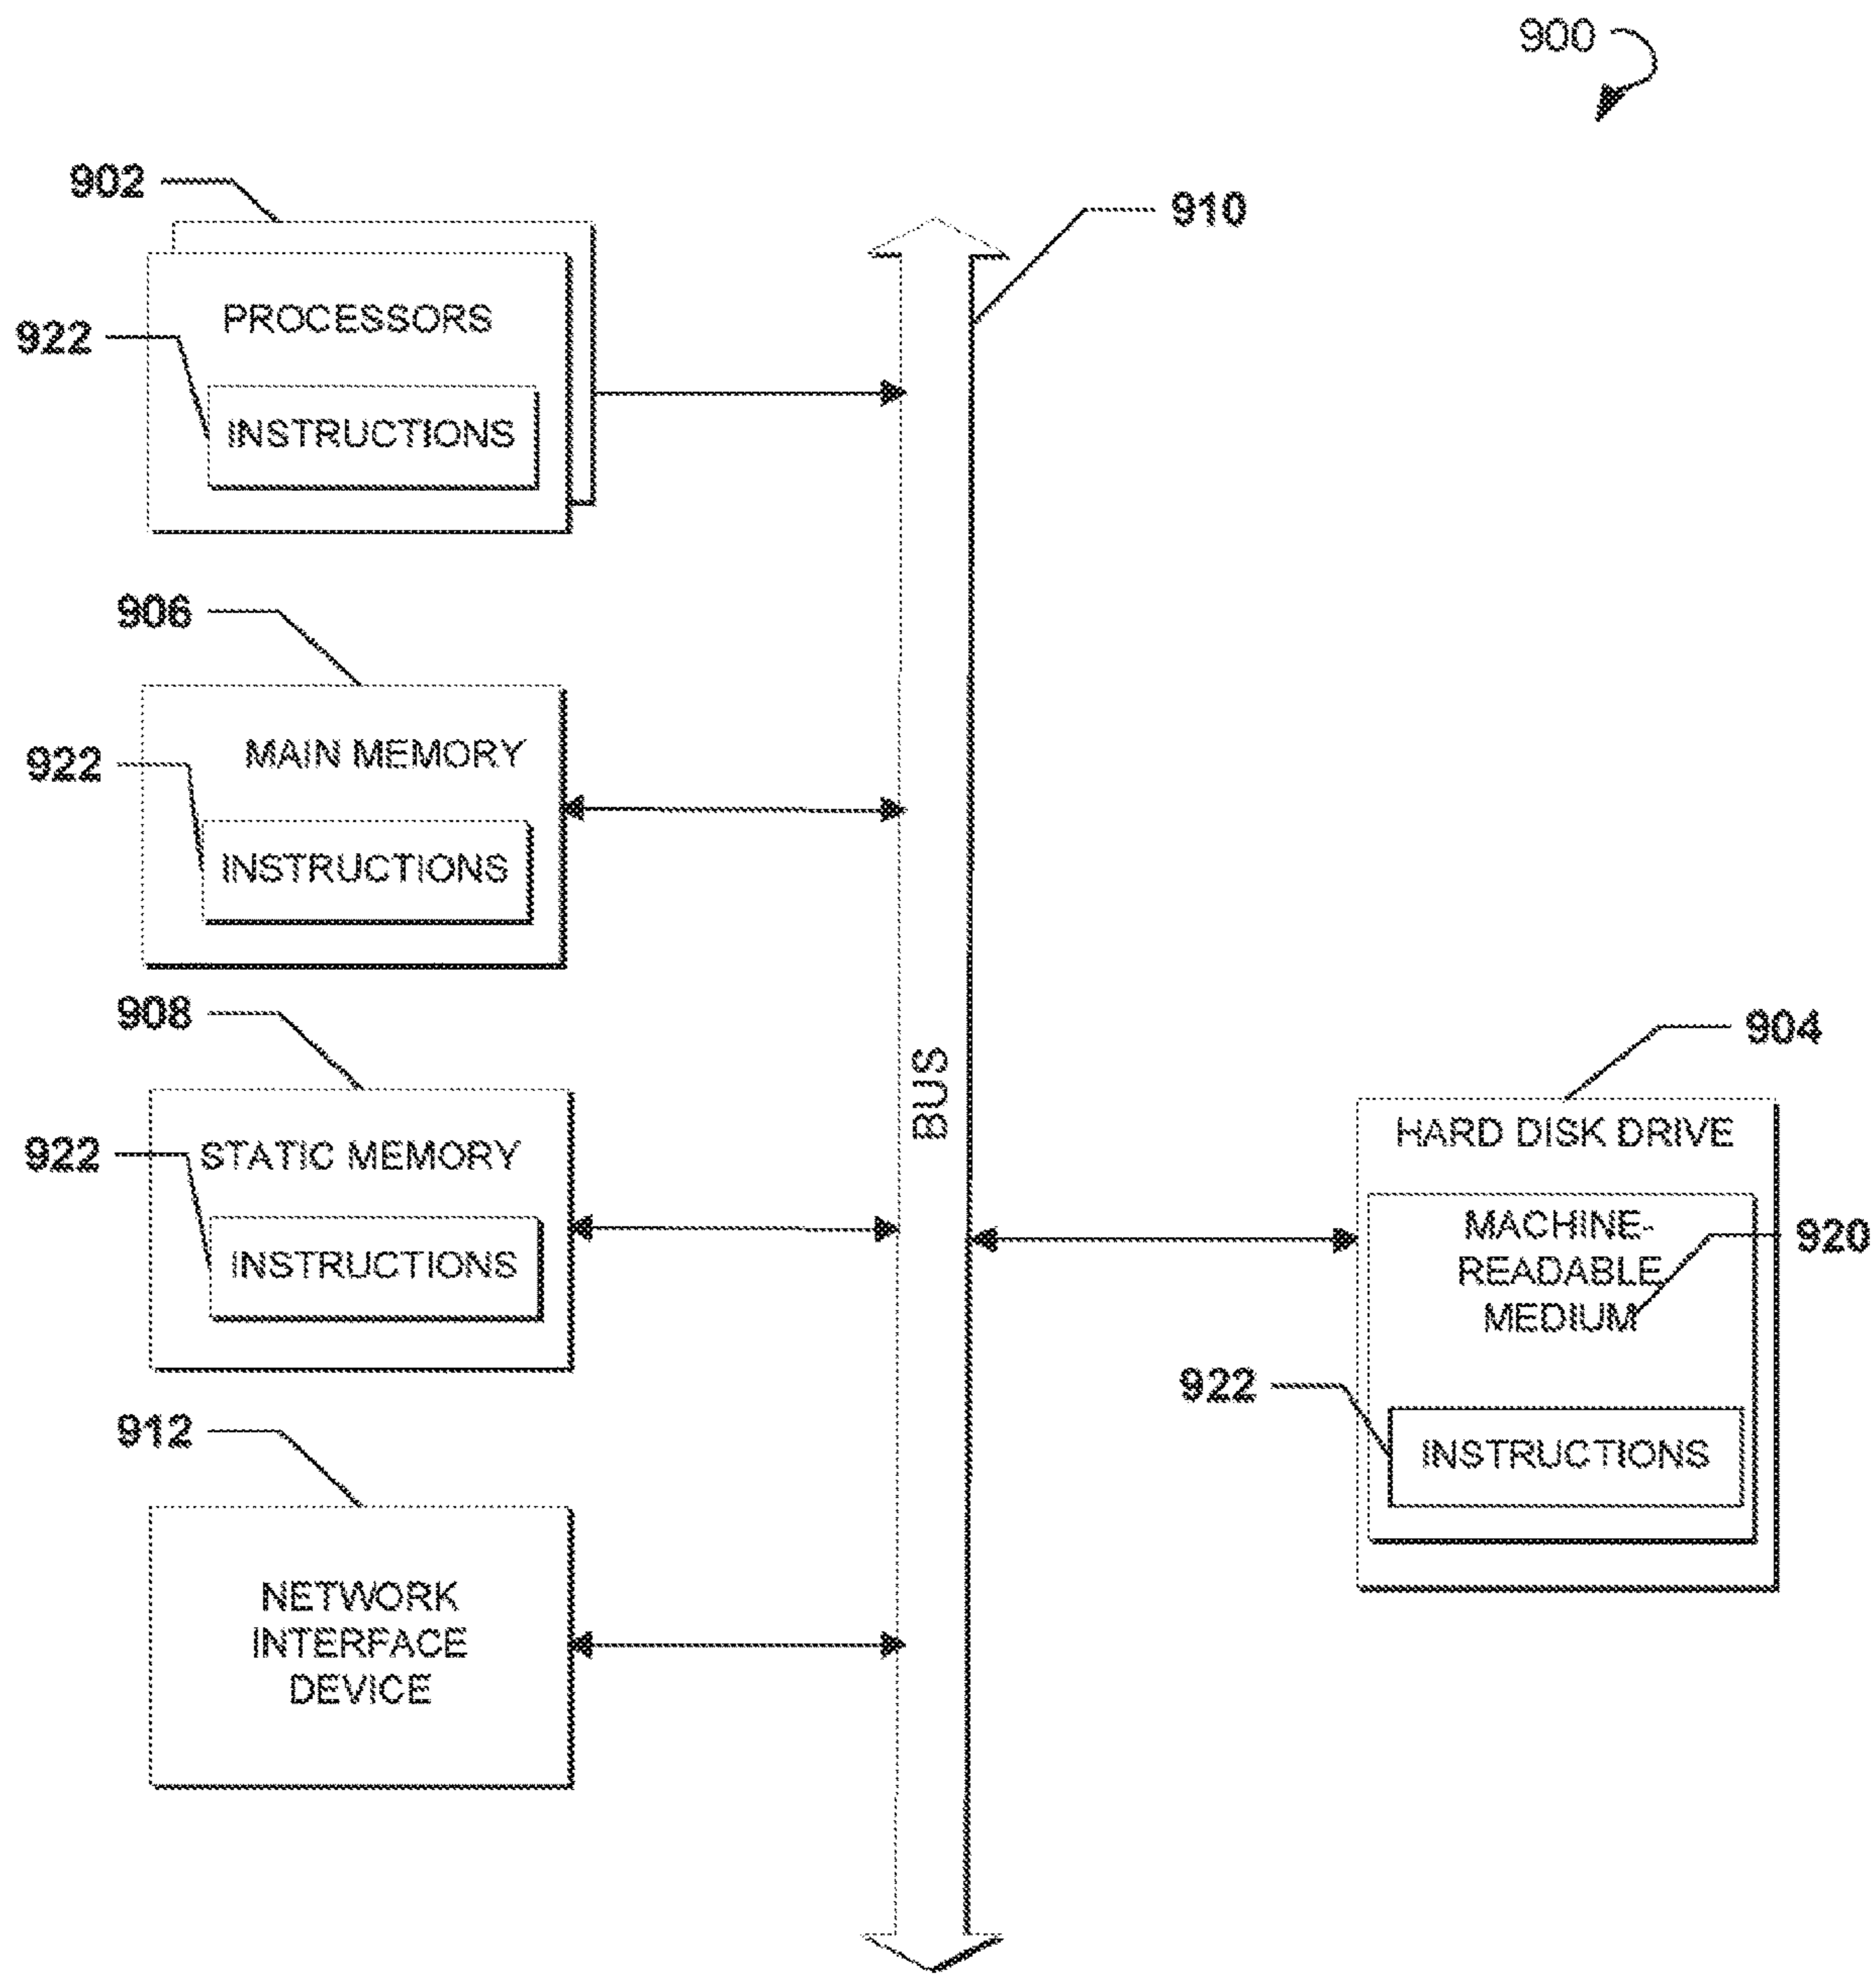 900
902
910
PROCESSORS
922
INSTRUCTIONS
906
MAIN MEMORY
922
INSTRUCTIONS
908
904
BUS
HARD DISK DRIVE
922
STATIC MEMORY
INSTRUCTIONS
MACHINE-
READABLE
MEDIUM
920
922
INSTRUCTIONS
912
NETWORK
INTERFACE
DEVICE